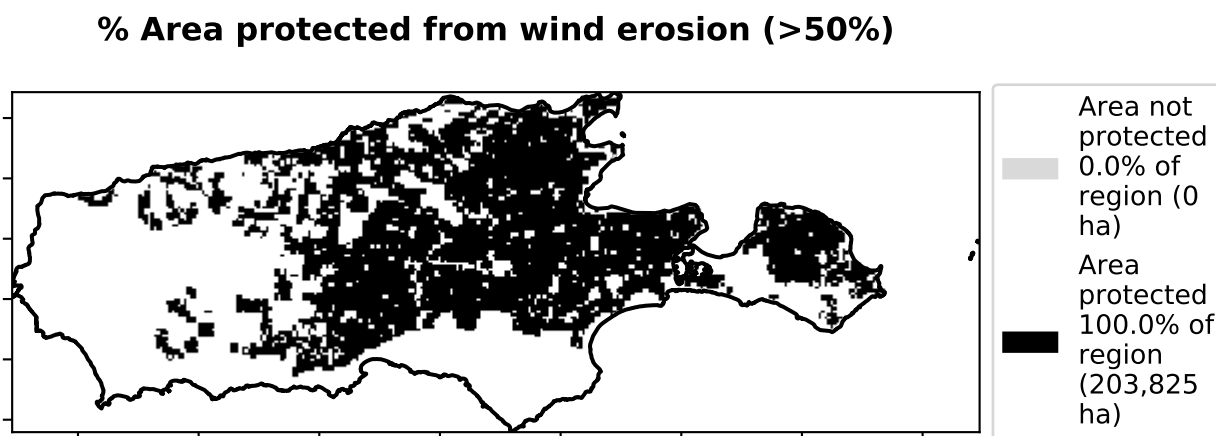 % Area protected from wind erosion (>50%)
Area not
protected
0.0% of
region (0
ha)
Area
protected
100.0% of
region
(203,825
ha)